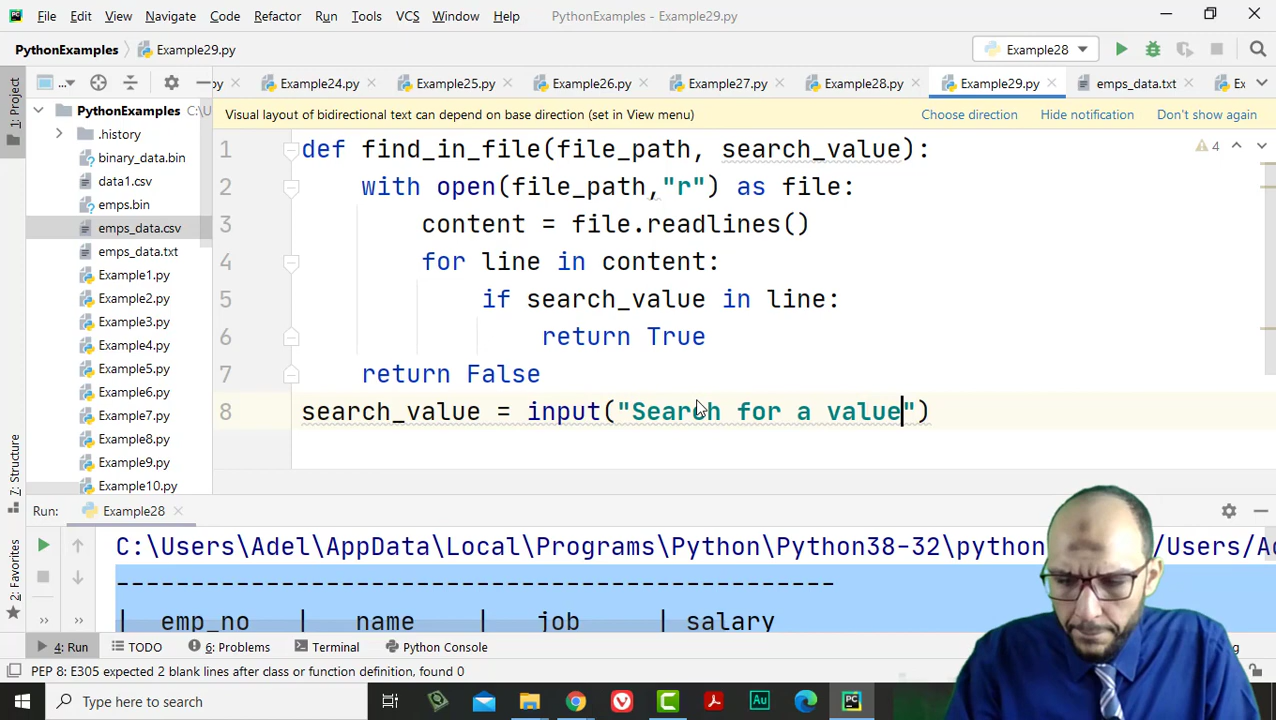 File Edit View Navigate Code Refactor Run Tools VCS Window Help PythonExamples - Example29.py
PythonExamples Example29.py Example28
1: Project
... py Example24.py Example25.py Example26.py Example27.py Example28.py Example29.py emps_data.txt
PythonExamples C:\U
Visual layout of bidirectional text can depend on base direction (set in View menu) Choose direction Hide notification Don't show again
.history
binary_data.bin
data1.csv
emps.bin
emps_data.csv
emps_data.txt
Example1.py
Example2.py
Example3.py
Example4.py
Example5.py
Example6.py
Example7.py
Example8.py
Example9.py
Example10.py
4
1 def find_in_file(file_path, search_value):
2 with open(file_path,"r") as file:
3 content = file.readlines()
4 for line in content:
5 if search_value in line:
6 return True
7 return False
8 search_value = input("Search for a value")
7: Structure
2: Favorites
Run: Example28
C:\Users\Adel\AppData\Local\Programs\Python\Python38-32\python /Users/Ad
-------------------------------------------------
| emp_no | name | job | salary
4: Run TODO 6: Problems Terminal Python Console
PEP 8: E305 expected 2 blank lines after class or function definition, found 0
Type here to search